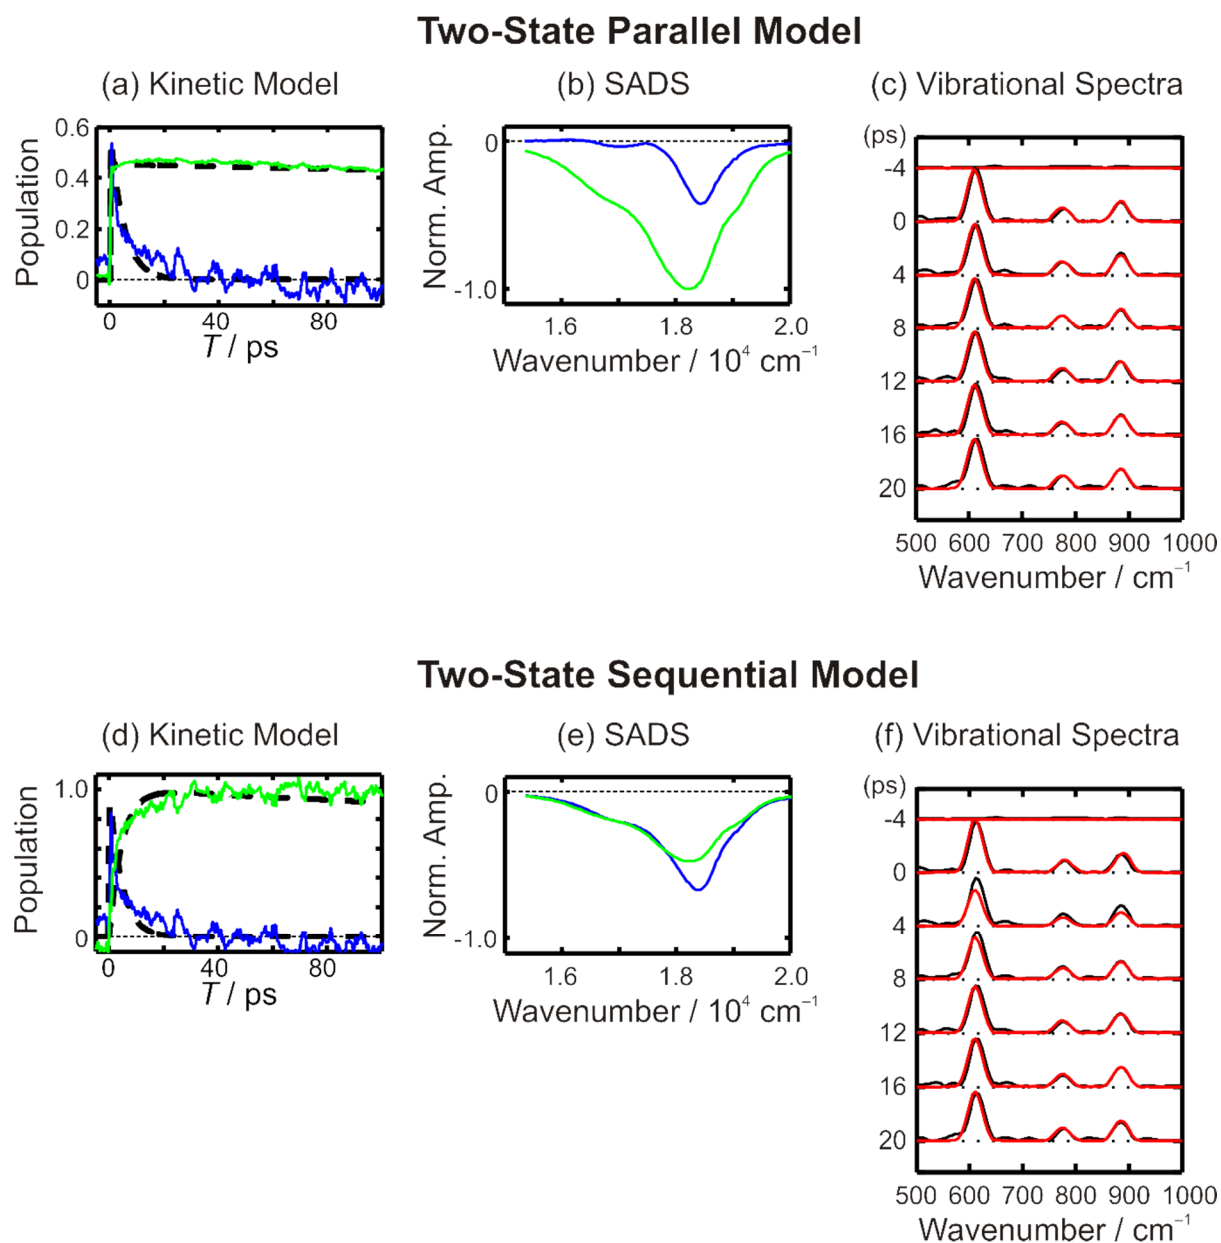 Two-State Parallel Model
(a) Kinetic Model
(b) SADS
(c) Vibrational Spectra
0.6
0.4
0.2
0
Population
0 40 80
T / ps
0
-1.0
Norm. Amp.
1.6 1.8 2.0
Wavenumber / 10⁴ cm⁻¹
(ps)
-4
0
4
8
12
16
20
500 600 700 800 900 1000
Wavenumber / cm⁻¹
Two-State Sequential Model
(d) Kinetic Model
(e) SADS
(f) Vibrational Spectra
1.0
0
Population
0 40 80
T / ps
0
-1.0
Norm. Amp.
1.6 1.8 2.0
Wavenumber / 10⁴ cm⁻¹
(ps)
-4
0
4
8
12
16
20
500 600 700 800 900 1000
Wavenumber / cm⁻¹